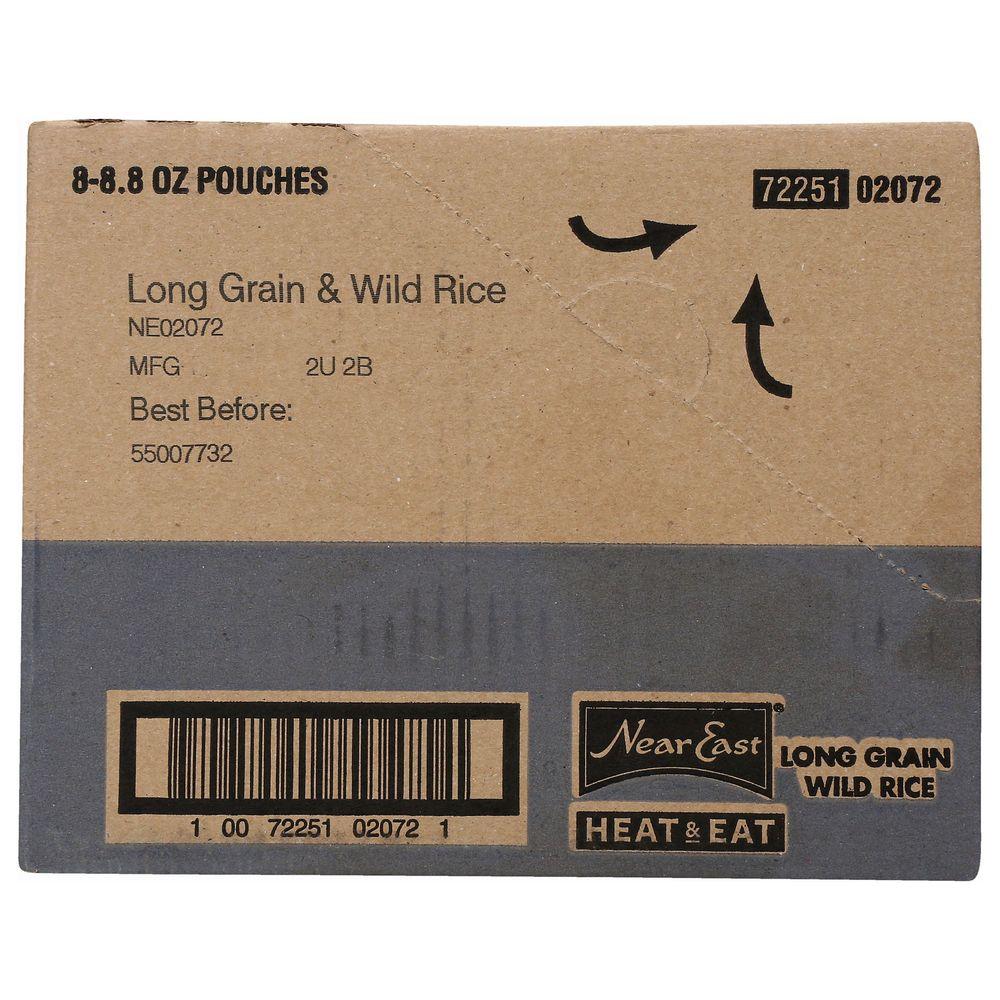 8-8.8 OZ POUCHES
72251 02072
Long Grain & Wild Rice
NE02072
MFG 2U 2B
Best Before:
55007732
1 00 72251 02072 1
Near East®
LONG GRAIN
WILD RICE
HEAT & EAT